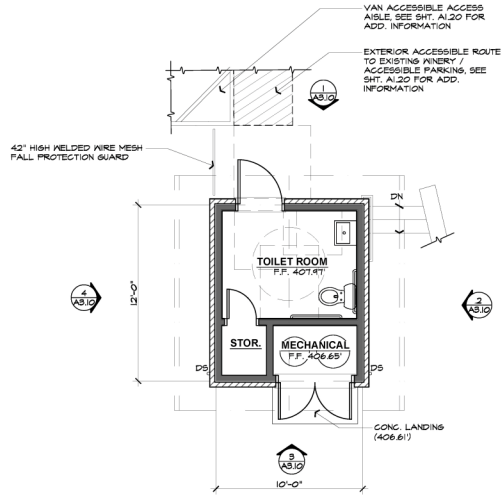 VAN ACCESSIBLE ACCESS
AISLE, SEE SHT. A1.20 FOR
ADD. INFORMATION
EXTERIOR ACCESSIBLE ROUTE
TO EXISTING WINERY /
ACCESSIBLE PARKING, SEE
SHT. A1.20 FOR ADD.
INFORMATION
1
A3.10
42" HIGH WELDED WIRE MESH
FALL PROTECTION GUARD
DN
TOILET ROOM
F.F. 407.97'
4
A3.10
12'-0"
2
A3.10
STOR.
MECHANICAL
F.F. 406.65'
DS
DS
CONC. LANDING
(406.61')
3
A3.10
10'-0"